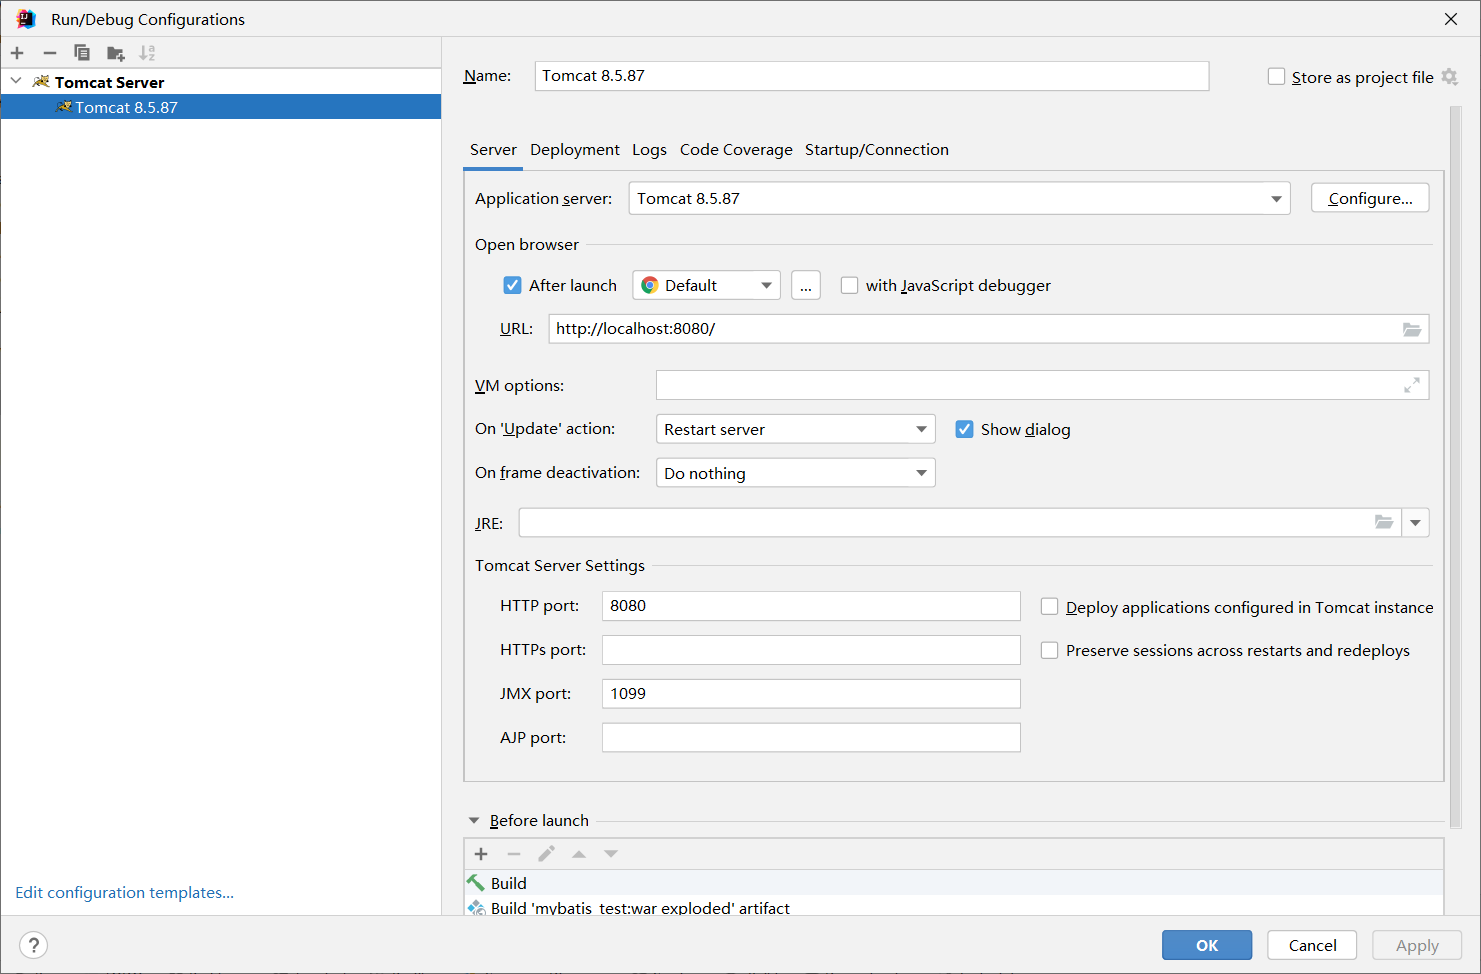 Run/Debug Configurations
Tomcat Server
Tomcat 8.5.87
Edit configuration templates...
Name: Tomcat 8.5.87 Store as project file
Server Deployment Logs Code Coverage Startup/Connection
Application server: Tomcat 8.5.87 Configure...
Open browser
After launch Default ... with JavaScript debugger
URL: http://localhost:8080/
VM options:
On 'Update' action: Restart server Show dialog
On frame deactivation: Do nothing
JRE:
Tomcat Server Settings
HTTP port: 8080 Deploy applications configured in Tomcat instance
HTTPs port: Preserve sessions across restarts and redeploys
JMX port: 1099
AJP port:
Before launch
Build
Build 'mybatis_test:war exploded' artifact
? OK Cancel Apply